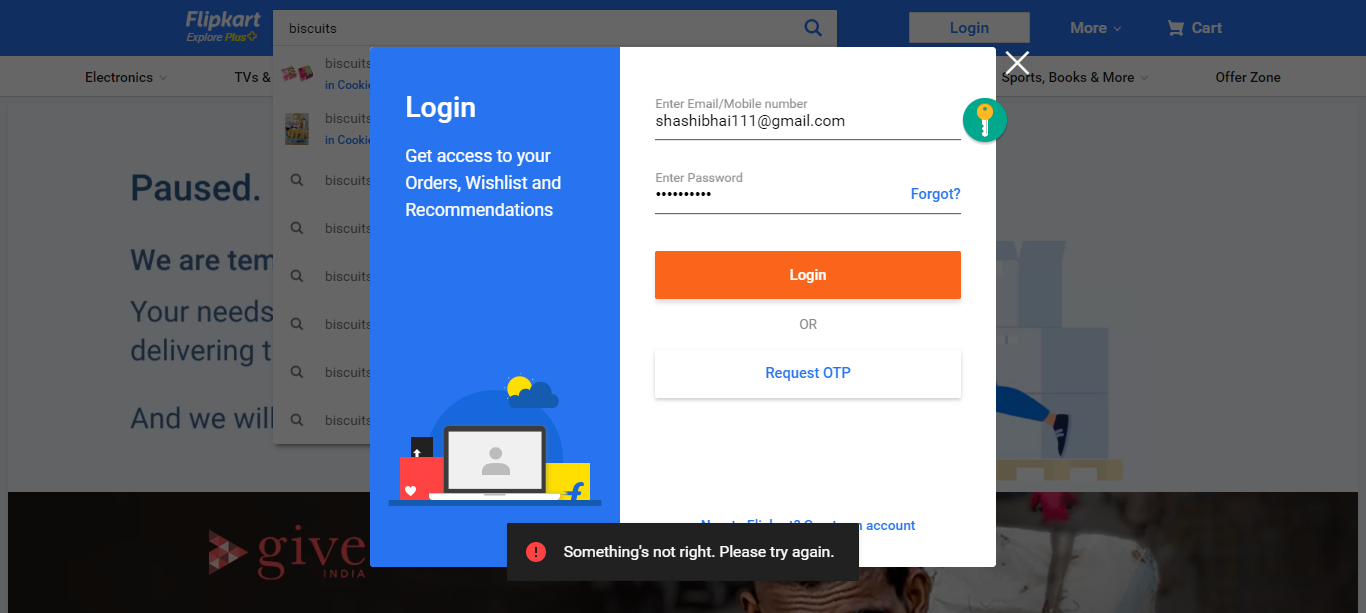 Flipkart
Explore Plus
biscuits
Login
More
Cart
Electronics
TVs &
Sports, Books & More
Offer Zone
biscuits
in Cookie
biscuits
in Cookie
biscuits
biscuits
biscuits
biscuits
biscuits
biscuits
Paused.
We are tem
Your needs
delivering t
And we will
Login
Get access to your
Orders, Wishlist and
Recommendations
Enter Email/Mobile number
shashibhai111@gmail.com
Enter Password
••••••••••
Forgot?
Login
OR
Request OTP
account
Something's not right. Please try again.
give
INDIA